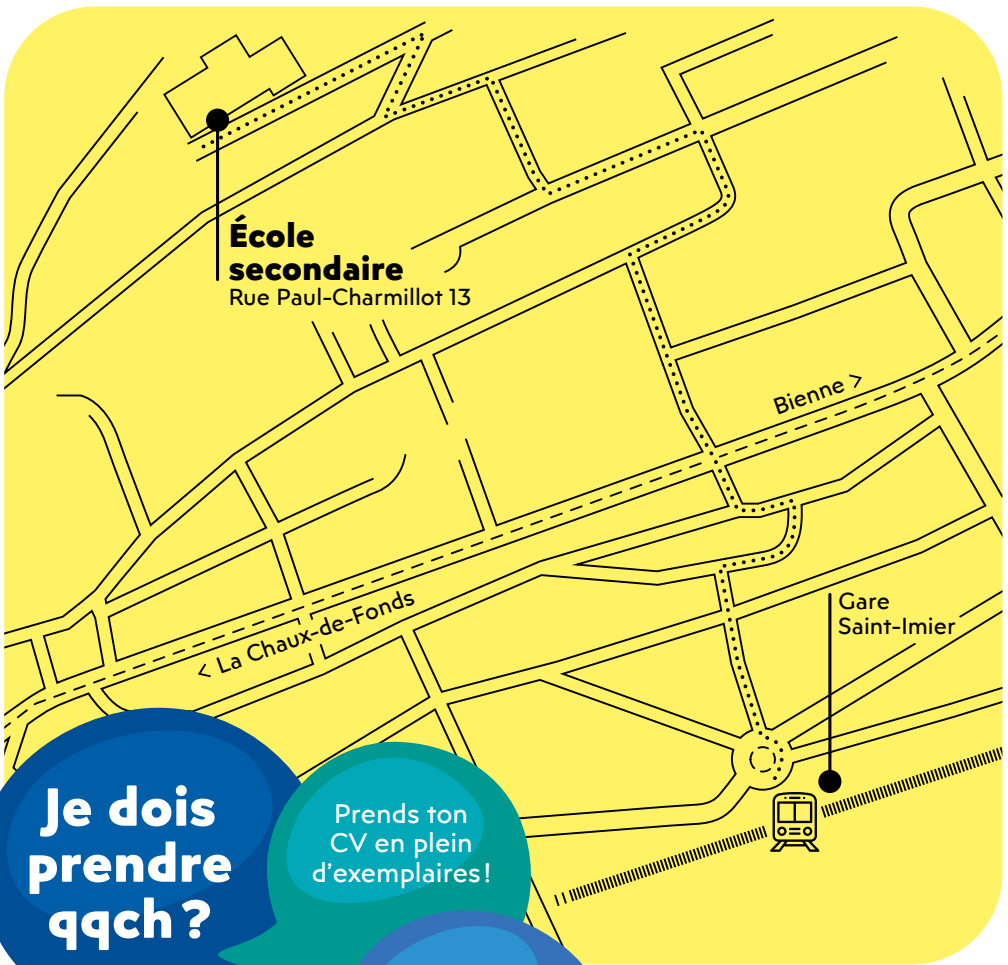 École
secondaire
Rue Paul-Charmillot 13
Bienne >
< La Chaux-de-Fonds
Gare
Saint-Imier
Je dois
prendre
qqch ?
Prends ton
CV en plein
d'exemplaires !